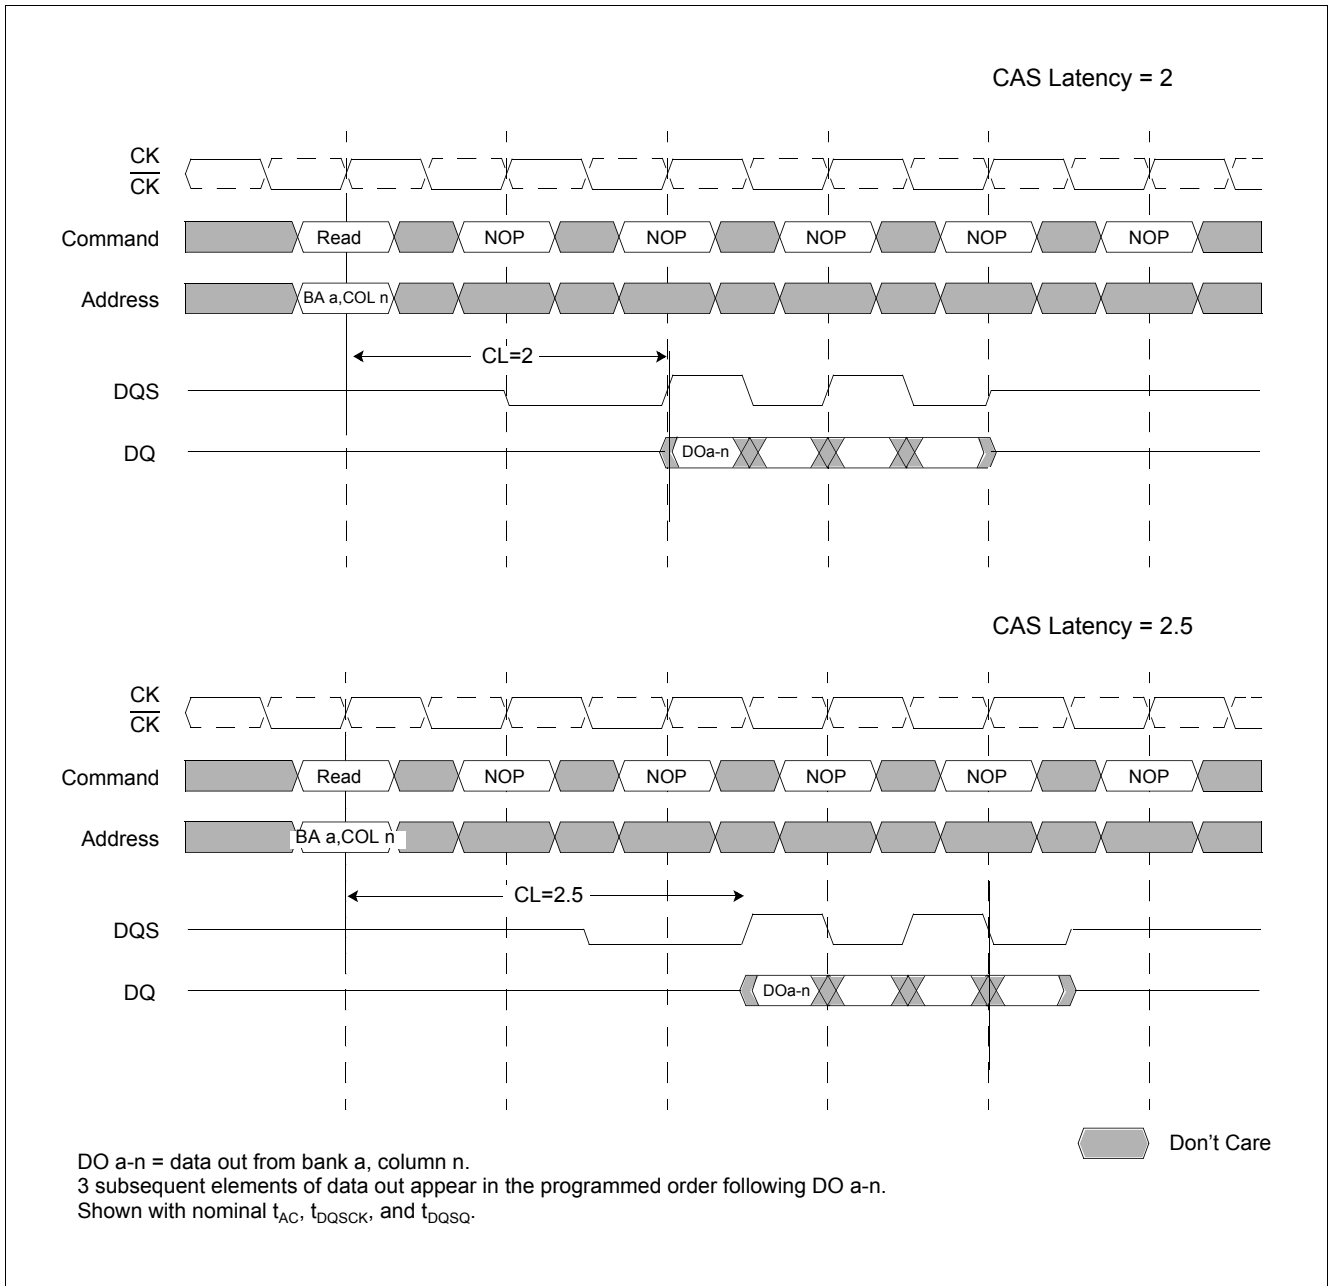 CAS Latency = 2
CK
CK
Command
Read
NOP
NOP
NOP
NOP
NOP
Address
BA a,COL n
CL=2
DQS
DQ
DOa-n
CAS Latency = 2.5
CK
CK
Command
Read
NOP
NOP
NOP
NOP
NOP
Address
BA a,COL n
CL=2.5
DQS
DQ
DOa-n
Don't Care
DO a-n = data out from bank a, column n.
3 subsequent elements of data out appear in the programmed order following DO a-n.
Shown with nominal tAC, tDQSCK, and tDQSQ.